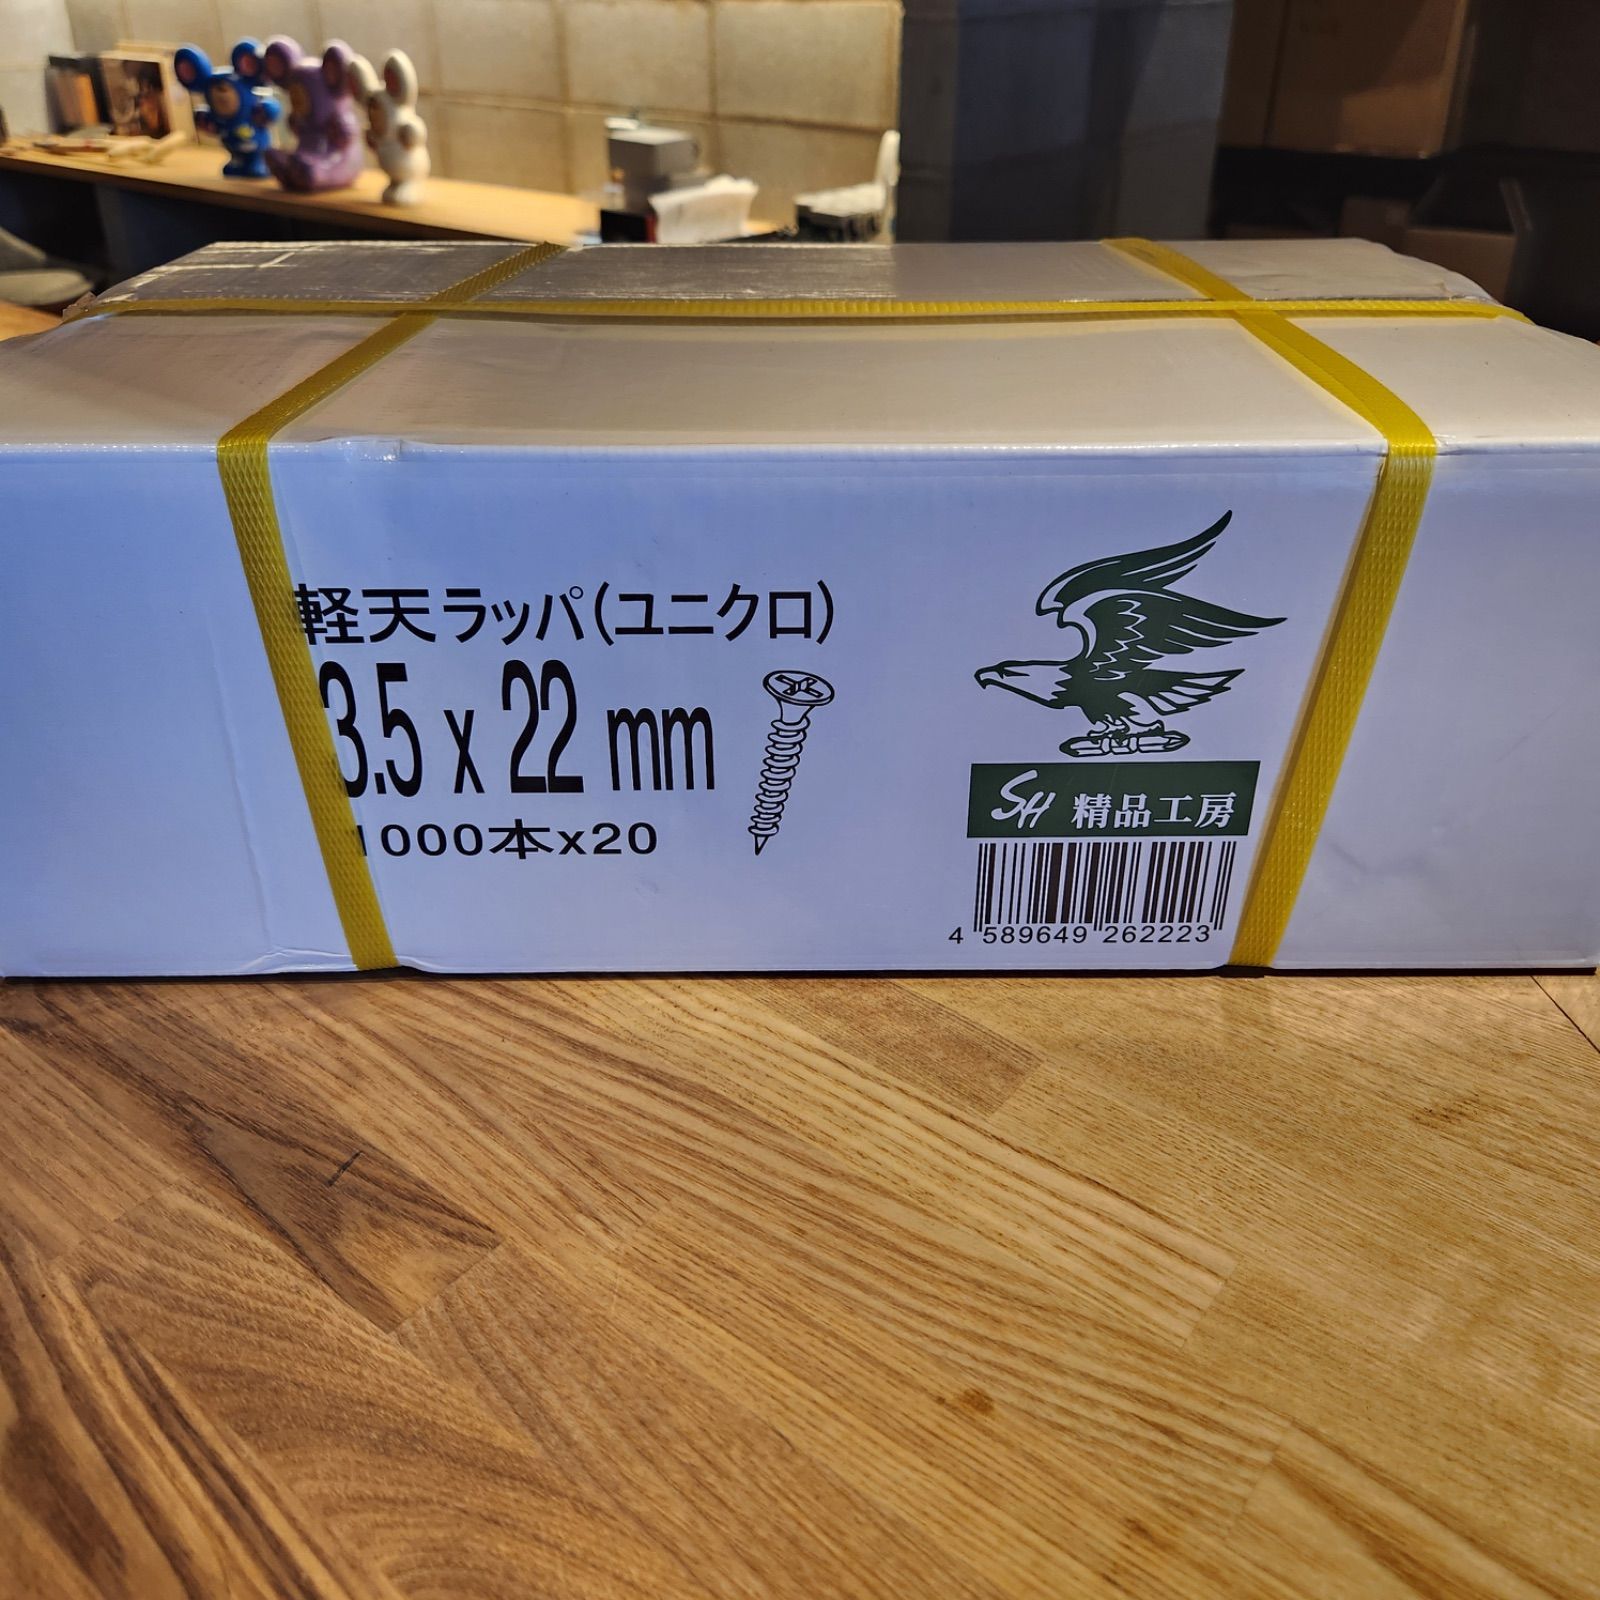 軽天ラッパ(ユニクロ)
3.5 x 22 mm
1000本x20
SH 精品工房
4 589649 262223